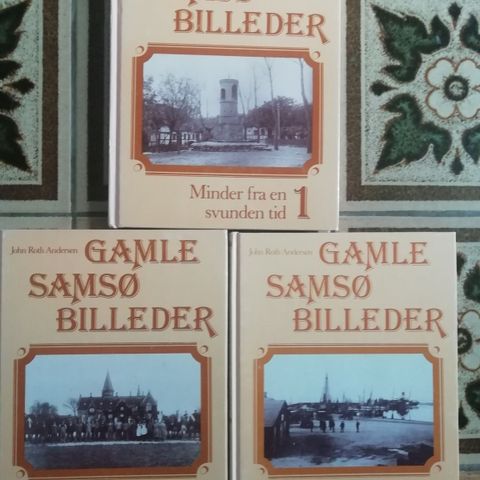 BILLEDER
Minder fra en
svunden tid 1
John Roth Andersen
GAMLE
SAMSØ
BILLEDER
John Roth Andersen
GAMLE
SAMSØ
BILLEDER